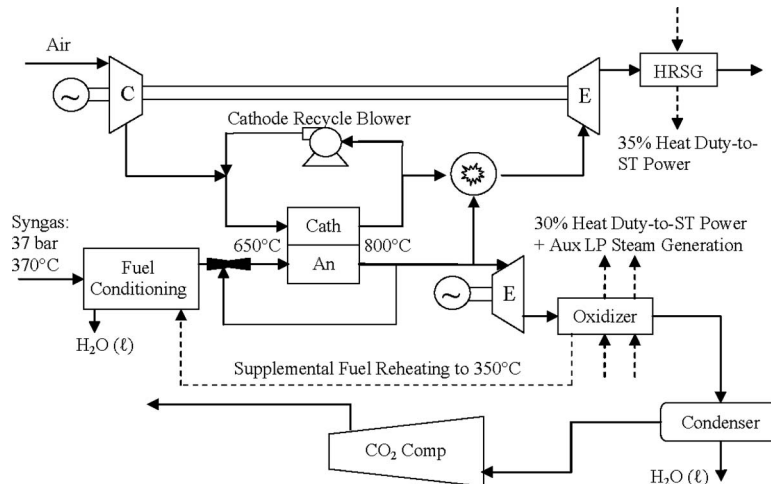 Air
C
E
HRSG
Cathode Recycle Blower
35% Heat Duty-to-
ST Power
Syngas:
37 bar
370°C
Fuel
Conditioning
650°C
Cath
An
800°C
30% Heat Duty-to-ST Power
+ Aux LP Steam Generation
E
Oxidizer
H₂O (ℓ)
Supplemental Fuel Reheating to 350°C
CO₂ Comp
Condenser
H₂O (ℓ)